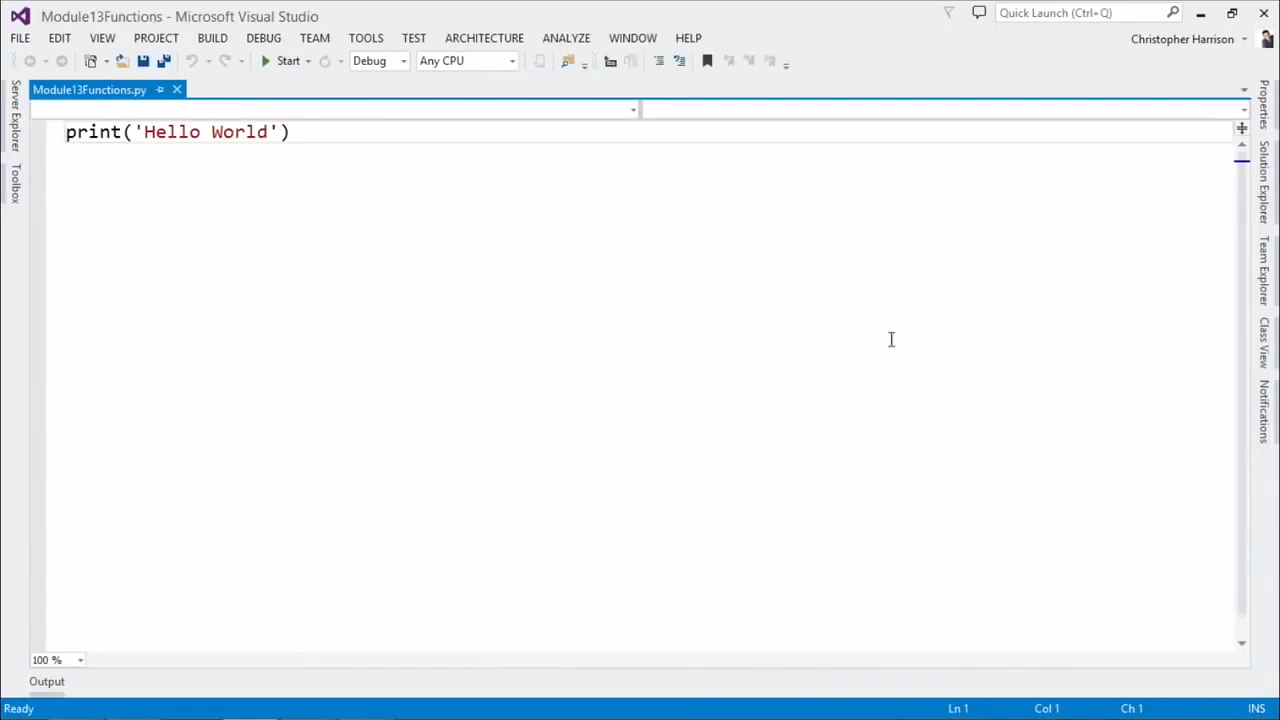 Module13Functions - Microsoft Visual Studio
Quick Launch (Ctrl+Q)
FILE EDIT VIEW PROJECT BUILD DEBUG TEAM TOOLS TEST ARCHITECTURE ANALYZE WINDOW HELP
Christopher Harrison
Start Debug Any CPU
Module13Functions.py
print('Hello World')
Server Explorer
Toolbox
Properties
Solution Explorer
Team Explorer
Class View
Notifications
100 %
Output
Ready Ln 1 Col 1 Ch 1 INS